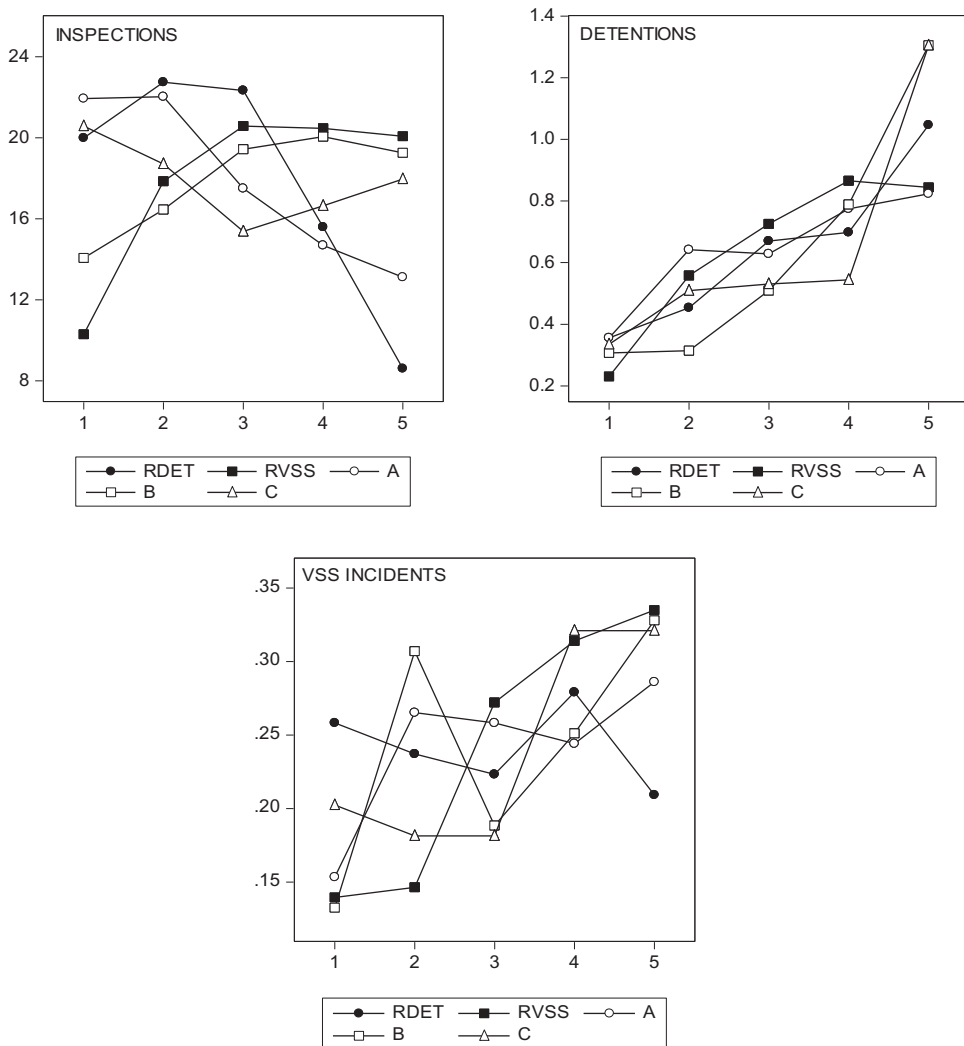 INSPECTIONS
24
20
16
12
8
1 2 3 4 5
RDET RVSS A
B C
DETENTIONS
1.4
1.2
1.0
0.8
0.6
0.4
0.2
1 2 3 4 5
RDET RVSS A
B C
VSS INCIDENTS
.35
.30
.25
.20
.15
1 2 3 4 5
RDET RVSS A
B C